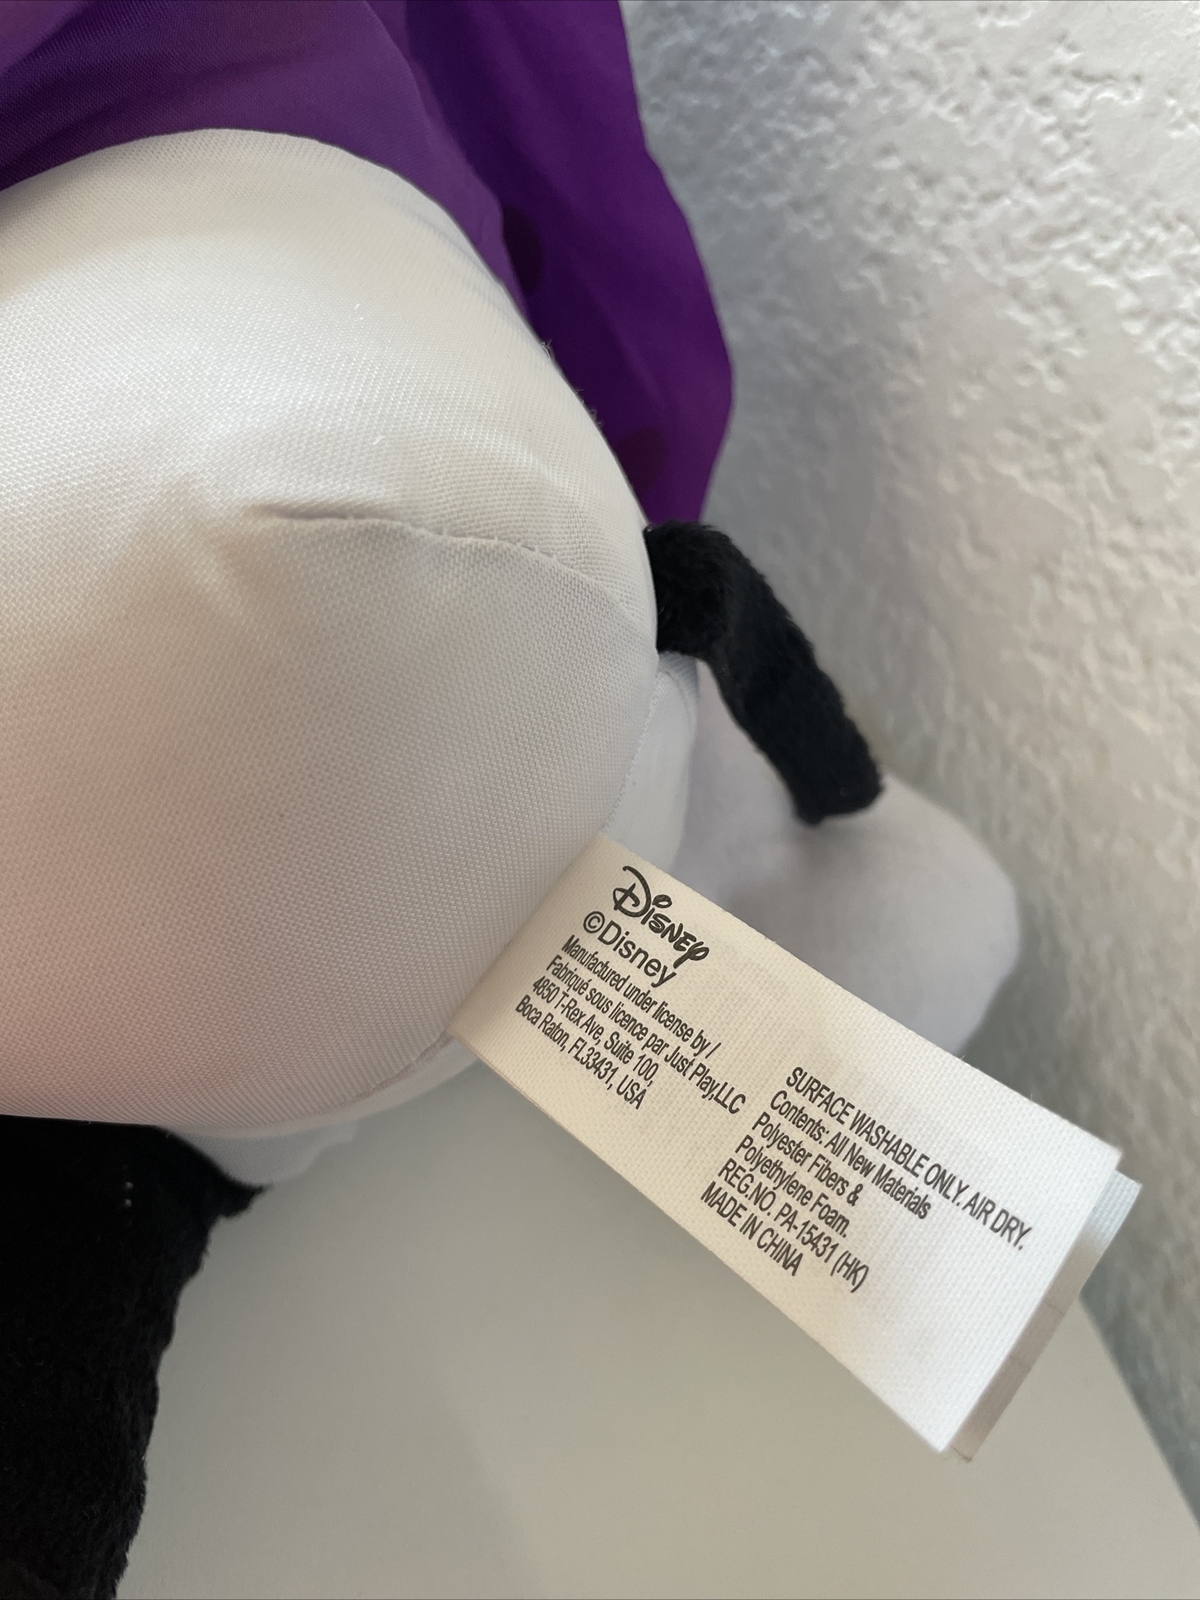 Disney
©Disney
Manufactured under license by /
Fabriqué sous licence par Just Play,LLC
4850 T-Rex Ave, Suite 100,
Boca Raton, FL33431, USA
SURFACE WASHABLE ONLY. AIR DRY.
Contents: All New Materials
Polyester Fibers &
Polyethylene Foam.
REG.NO. PA-15431 (HK)
MADE IN CHINA